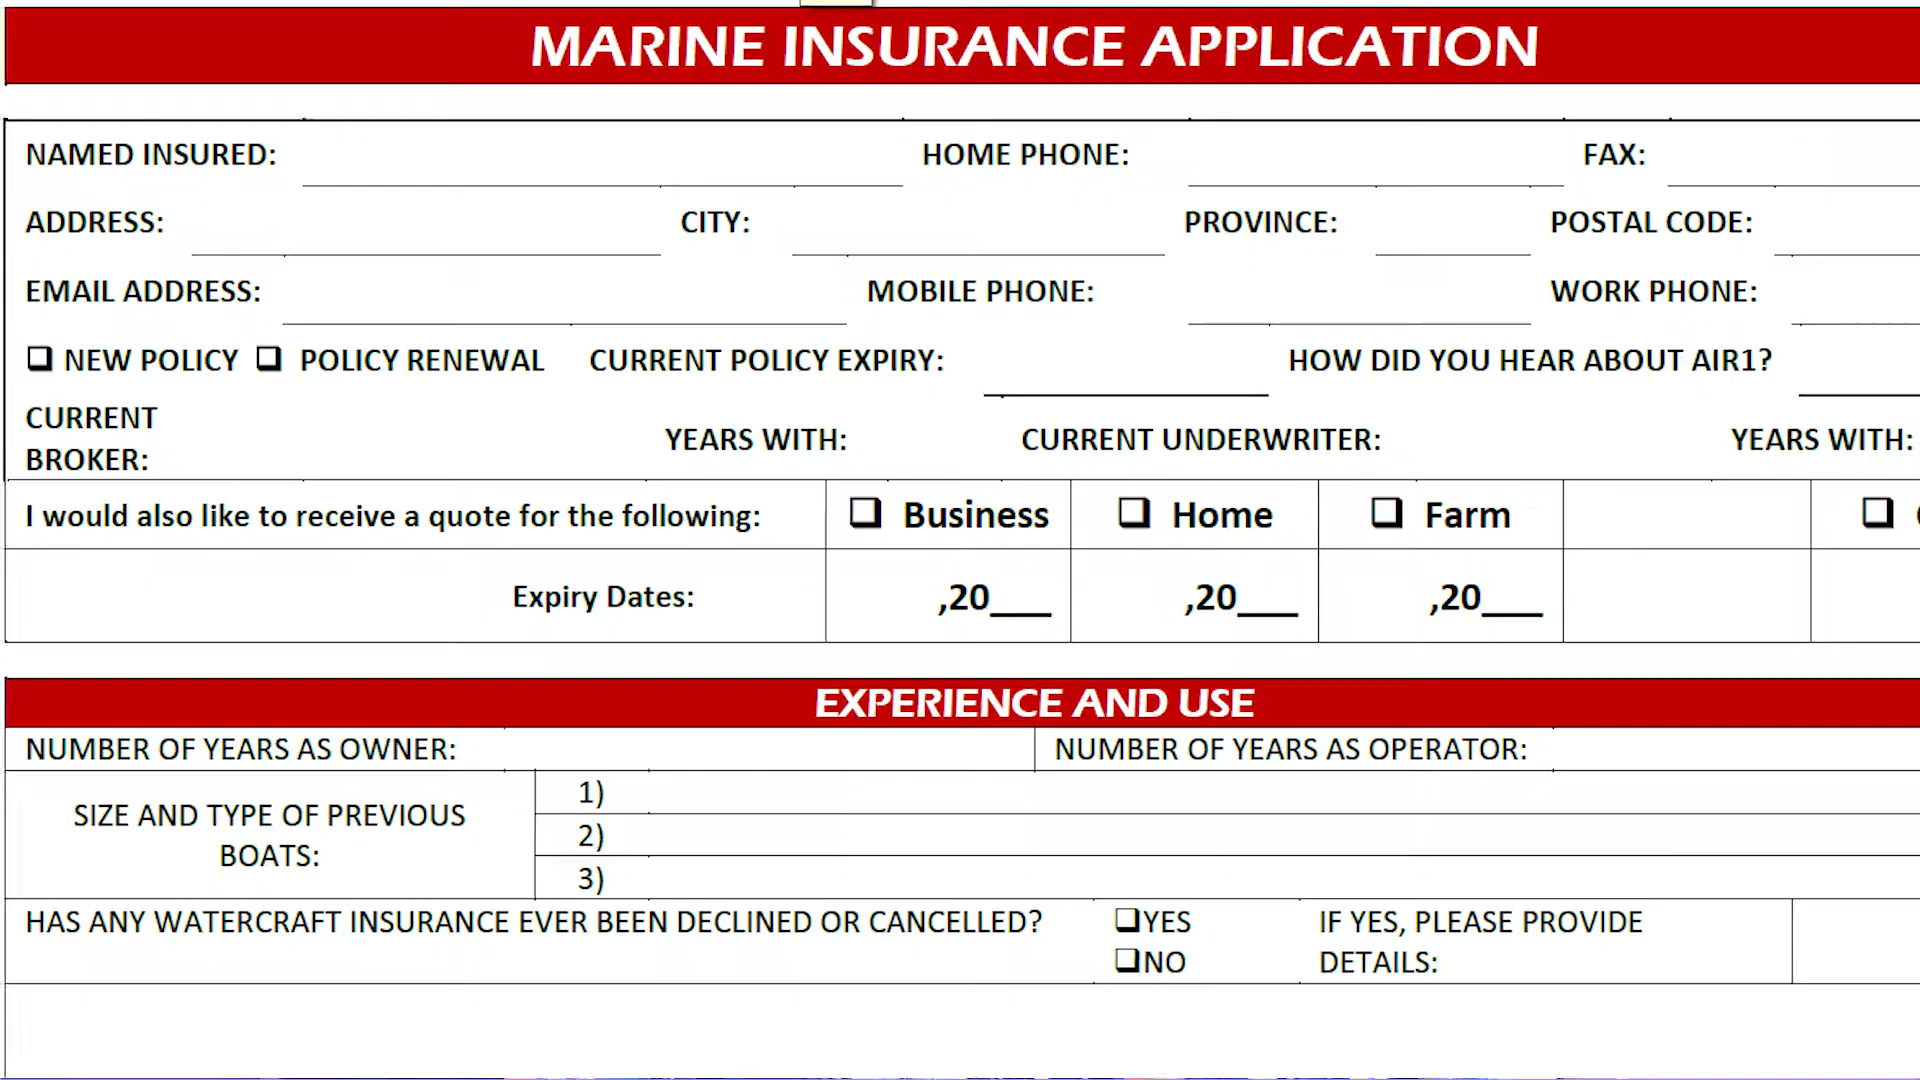 MARINE INSURANCE APPLICATION
NAMED INSURED: HOME PHONE: FAX:
ADDRESS: CITY: PROVINCE: POSTAL CODE:
EMAIL ADDRESS: MOBILE PHONE: WORK PHONE:
❏ NEW POLICY ❏ POLICY RENEWAL CURRENT POLICY EXPIRY: HOW DID YOU HEAR ABOUT AIR1?
CURRENT
BROKER: YEARS WITH: CURRENT UNDERWRITER: YEARS WITH:
I would also like to receive a quote for the following: ❏ Business ❏ Home ❏ Farm ❏
Expiry Dates: ,20___ ,20___ ,20___
EXPERIENCE AND USE
NUMBER OF YEARS AS OWNER: NUMBER OF YEARS AS OPERATOR:
SIZE AND TYPE OF PREVIOUS
BOATS:
1)
2)
3)
HAS ANY WATERCRAFT INSURANCE EVER BEEN DECLINED OR CANCELLED? ❏YES IF YES, PLEASE PROVIDE
❏NO DETAILS: